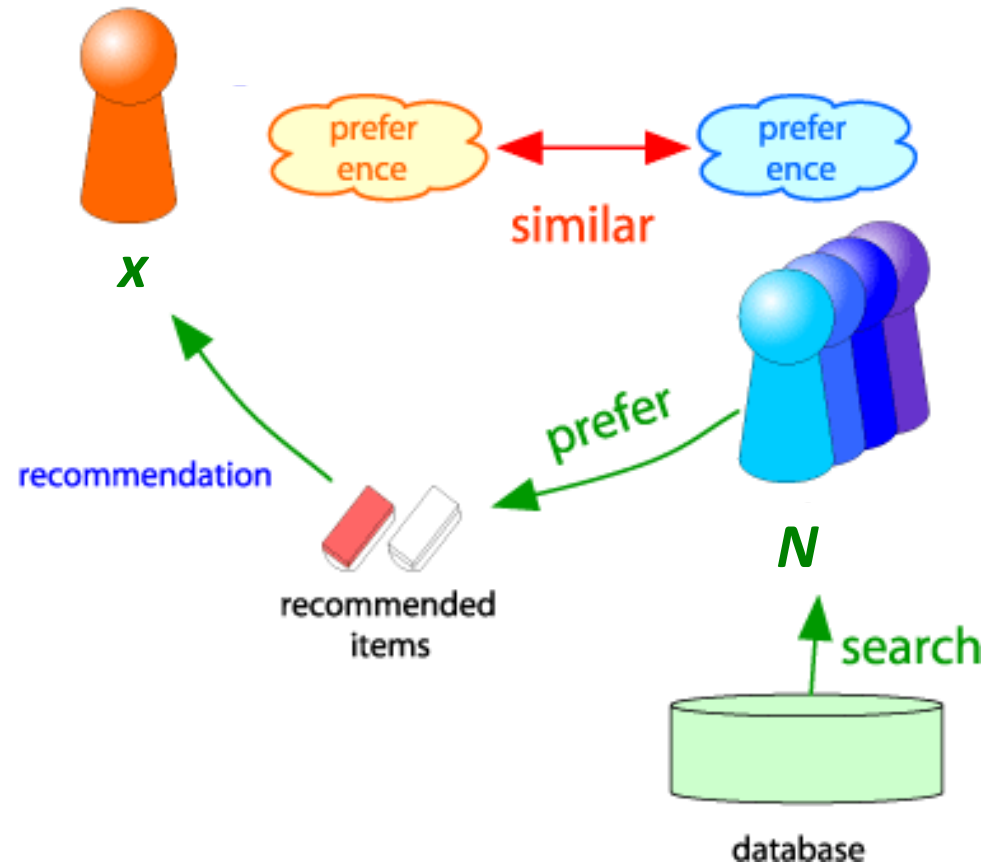 prefer
ence
prefer
ence
similar
x
prefer
recommendation
N
recommended
items
search
database